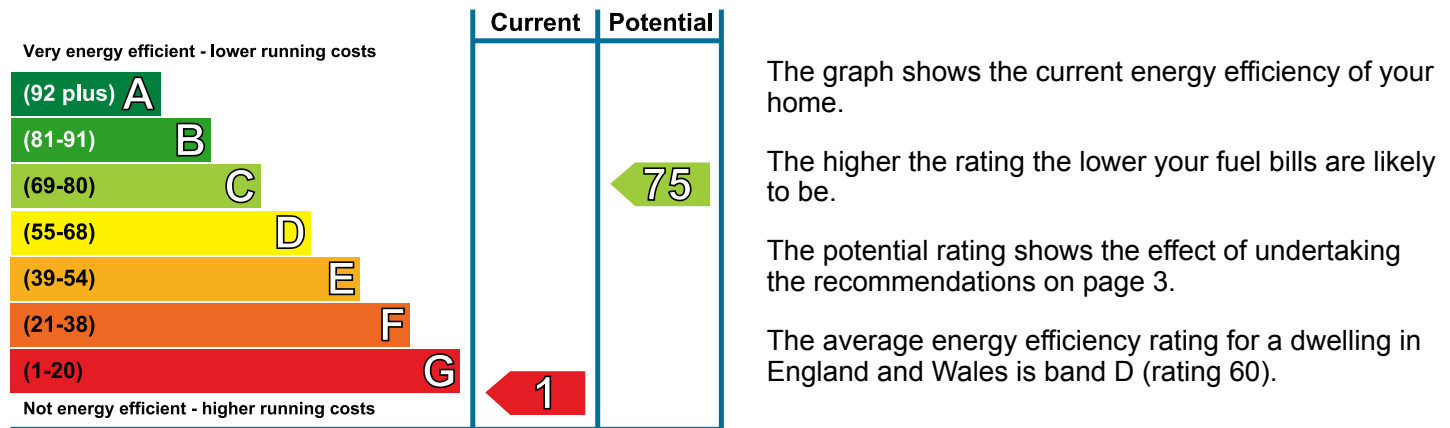 Current Potential
Very energy efficient - lower running costs
(92 plus) A
(81-91) B
(69-80) C
75
(55-68) D
(39-54) E
(21-38) F
(1-20) G
1
Not energy efficient - higher running costs
The graph shows the current energy efficiency of your
home.
The higher the rating the lower your fuel bills are likely
to be.
The potential rating shows the effect of undertaking
the recommendations on page 3.
The average energy efficiency rating for a dwelling in
England and Wales is band D (rating 60).